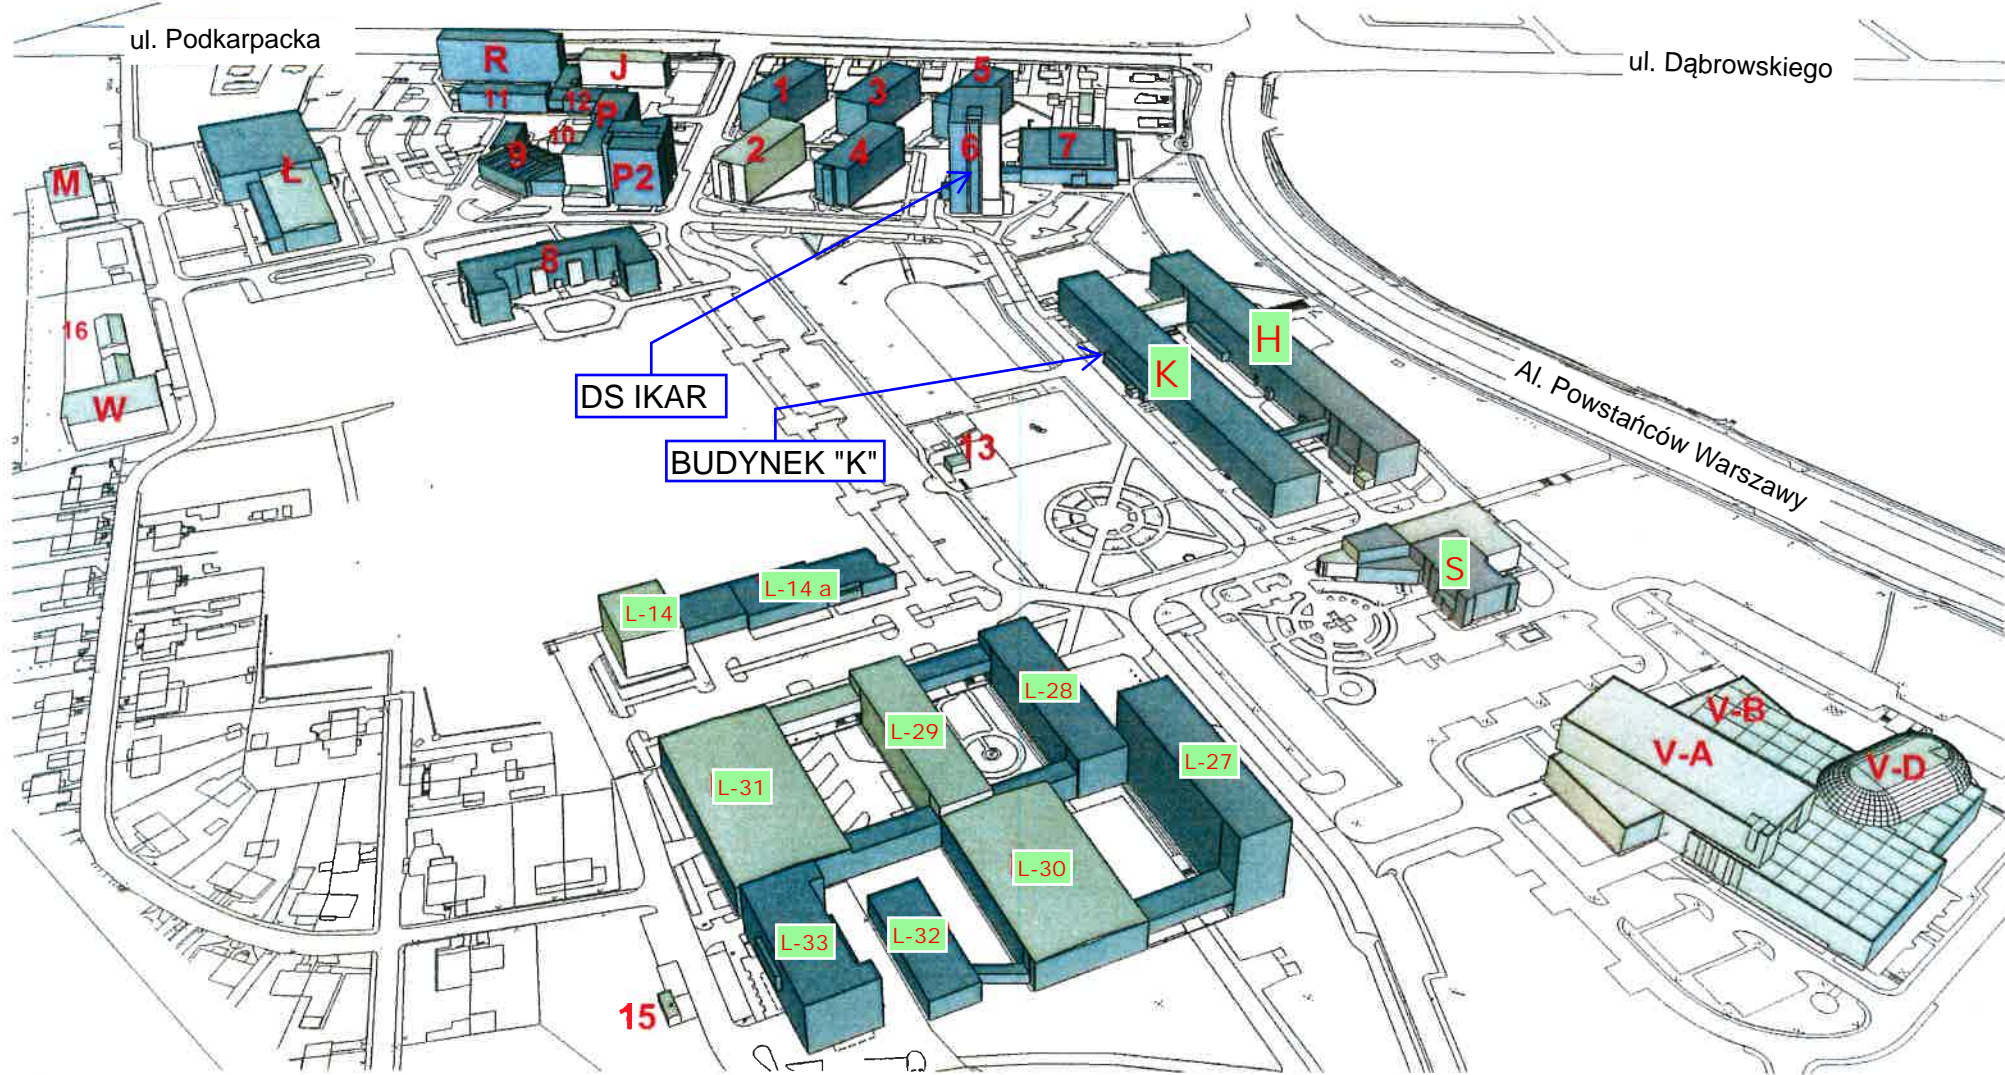 ul. Podkarpacka
ul. Dąbrowskiego
R
J
11
12
P
10
9
P2
1
3
5
2
4
6
7
M
Ł
8
16
W
DS IKAR
BUDYNEK "K"
K
H
Al. Powstańców Warszawy
13
S
L-14
L-14 a
L-28
L-29
L-27
L-31
L-30
L-33
L-32
15
V-B
V-A
V-D